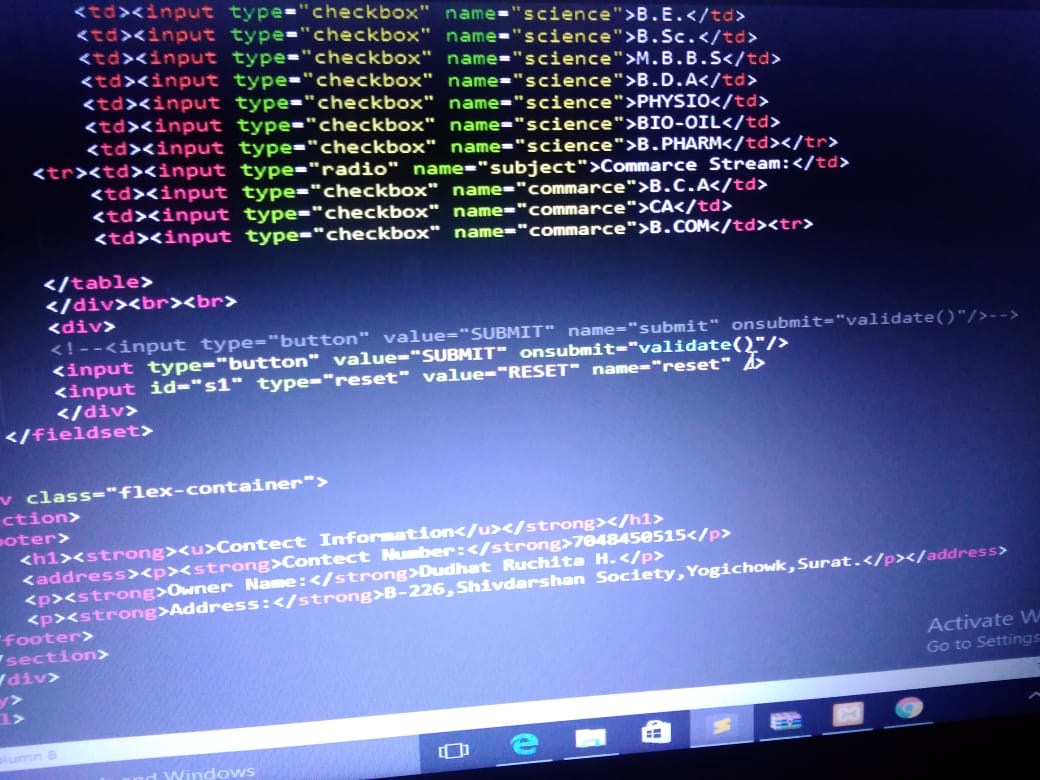 <td><input type="checkbox" name="science">B.E.</td>
<td><input type="checkbox" name="science">B.Sc.</td>
<td><input type="checkbox" name="science">M.B.B.S</td>
<td><input type="checkbox" name="science">B.D.A</td>
<td><input type="checkbox" name="science">PHYSIO</td>
<td><input type="checkbox" name="science">BIO-OIL</td>
<td><input type="checkbox" name="science">B.PHARM</td></tr>
<tr><td><input type="radio" name="subject">Commarce Stream:</td>
<td><input type="checkbox" name="commarce">B.C.A</td>
<td><input type="checkbox" name="commarce">CA</td>
<td><input type="checkbox" name="commarce">B.COM</td><tr>
</table>
</div><br><br>
<div>
<!--<input type="button" value="SUBMIT" name="submit" onsubmit="validate()"/>-->
<input type="button" value="SUBMIT" onsubmit="validate()"/>
<input id="s1" type="reset" value="RESET" name="reset" />
</div>
</fieldset>
v class="flex-container">
ction>
ooter>
<h1><strong><u>Contect Information</u></strong></h1>
<address><p><strong>Contect Number:</strong>7048450515</p>
<p><strong>Owner Name:</strong>Dudhat Ruchita H.</p>
<p><strong>Address:</strong>B-226,Shivdarshan Society,Yogichowk,Surat.</p></address>
/footer>
/section>
/div>
y>
l>
Activate W
Go to Settings
olumn 8
and Windows